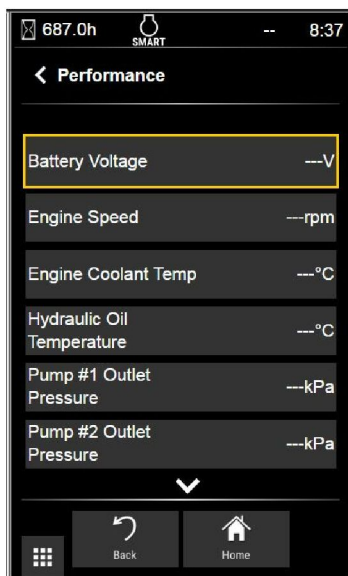 687.0h
SMART
--
8:37
Performance
Battery Voltage ---V
Engine Speed ---rpm
Engine Coolant Temp ---°C
Hydraulic Oil
Temperature ---°C
Pump #1 Outlet
Pressure ---kPa
Pump #2 Outlet
Pressure ---kPa
Back
Home